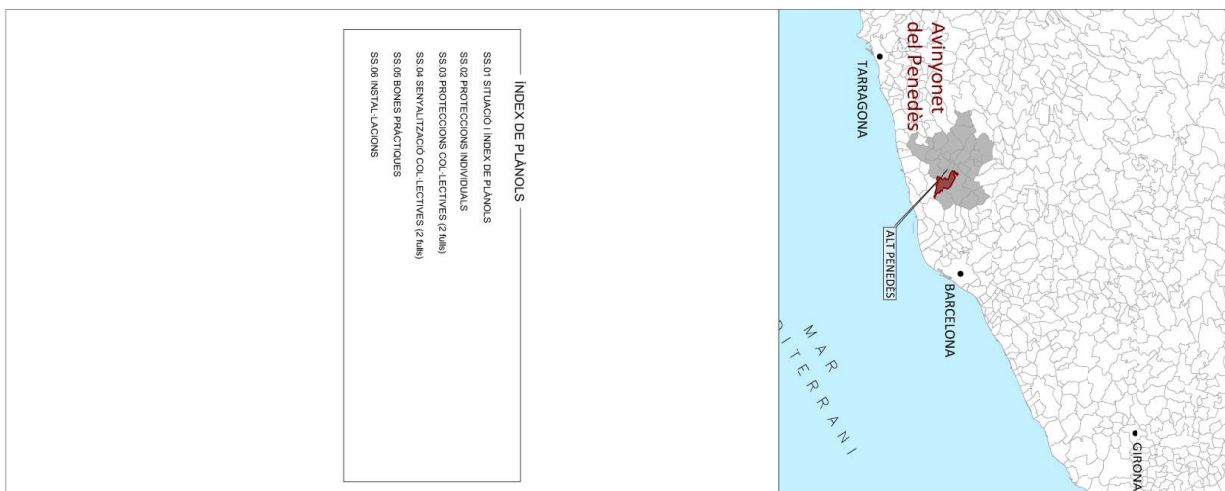 ÍNDEX DE PLÀNOLS
SS.01 SITUACIÓ I ÍNDEX DE PLÀNOLS
SS.02 PROTECCIONS INDIVIDUALS
SS.03 PROTECCIONS COL·LECTIVES (2 fulls)
SS.04 SENYALITZACIÓ COL·LECTIVES (2 fulls)
SS.05 BONES PRÀCTIQUES
SS.06 INSTAL·LACIONS
GIRONA
Avinyonet
del Penedès
BARCELONA
ALT PENEDÈS
TARRAGONA
MAR
DITERRANI